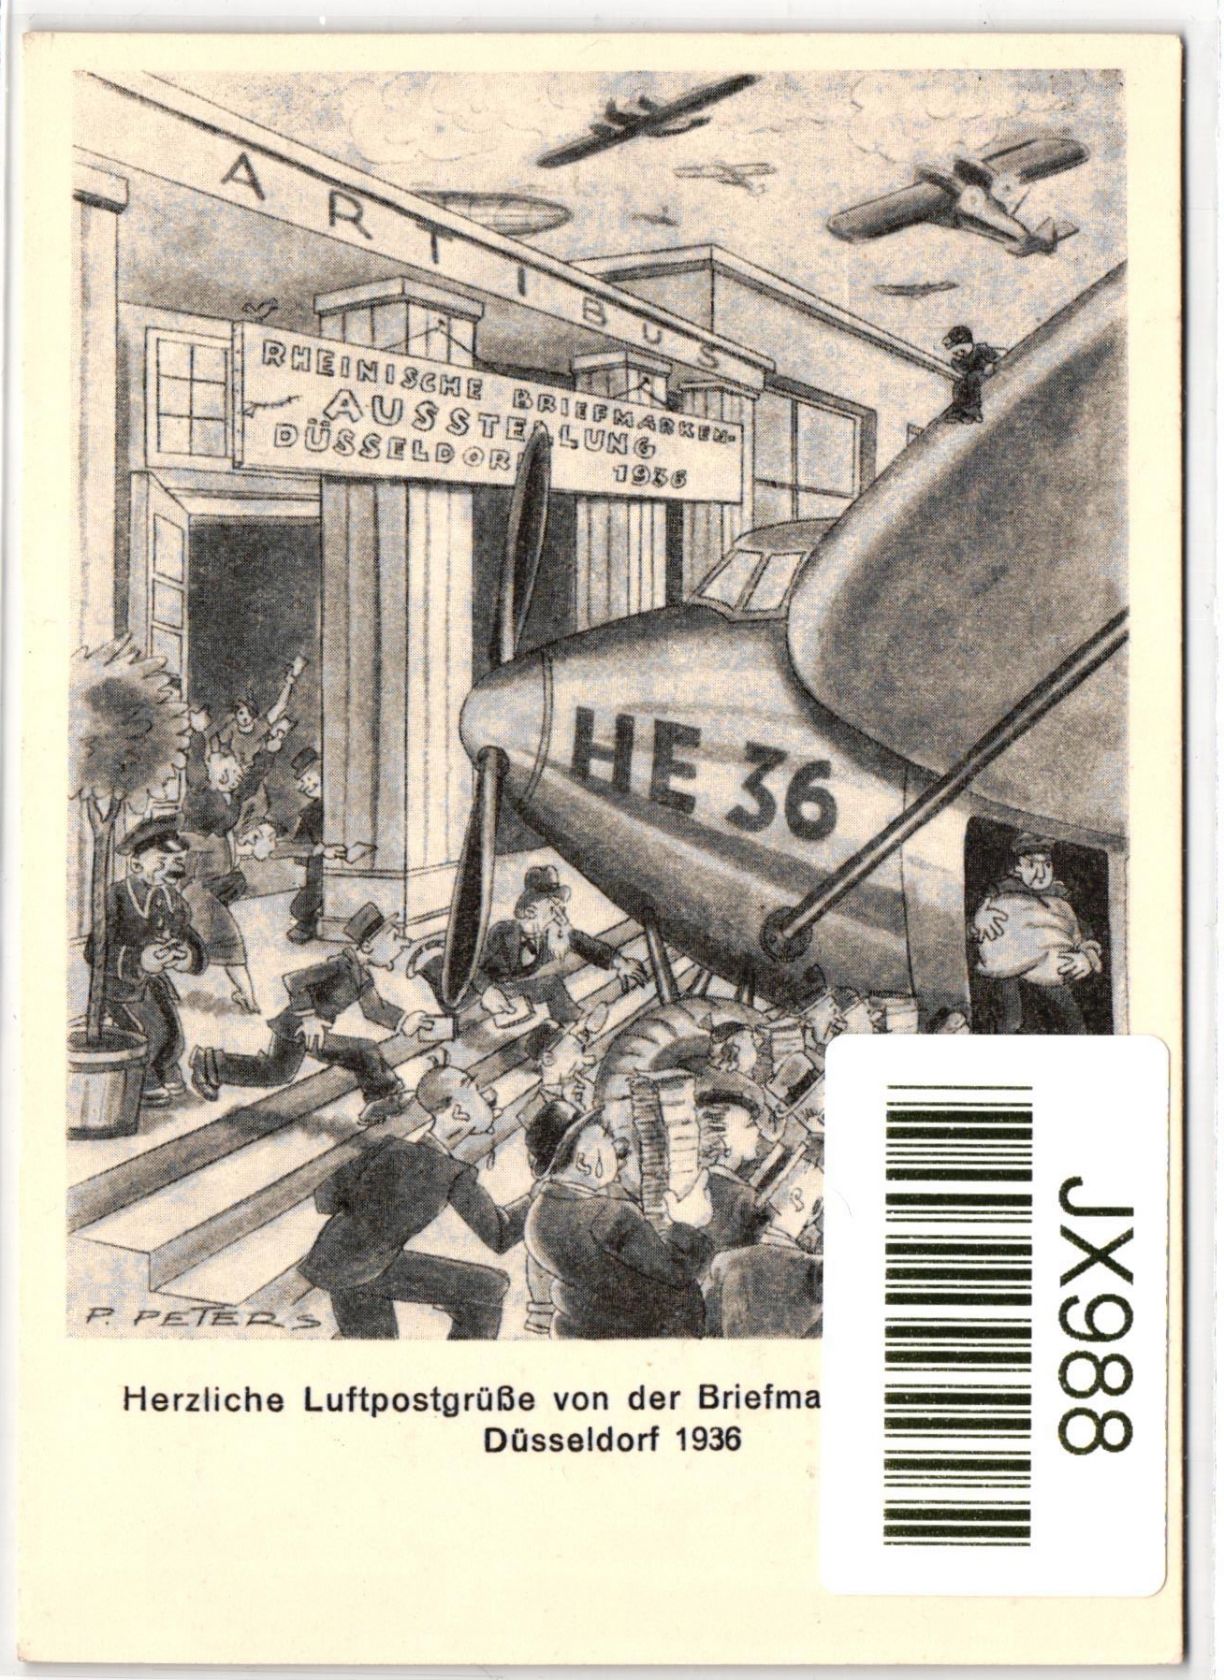 ARTIBUS
RHEINISCHE BRIEFMARKEN-
AUSSTELLUNG
DÜSSELDORF 1936
HE 36
P. PETERS
Herzliche Luftpostgrüße von der Briefma
Düsseldorf 1936
JX988